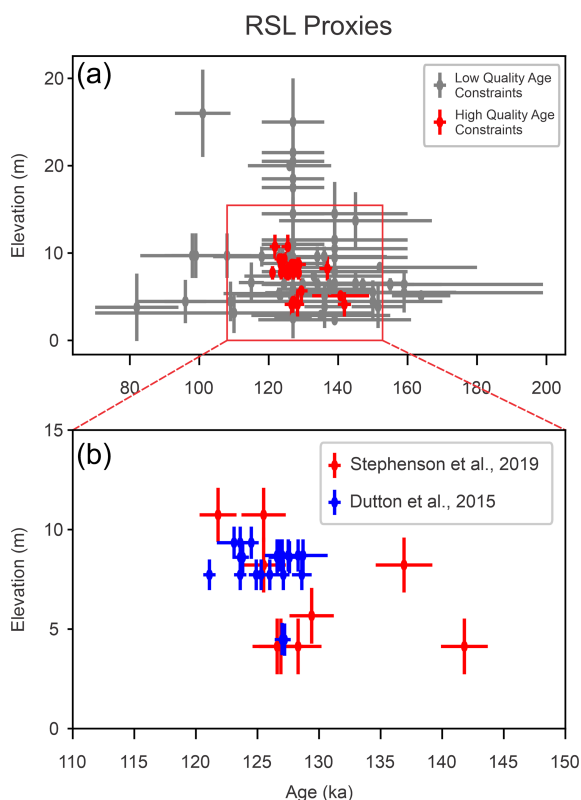 RSL Proxies
(a)
Low Quality Age
Constraints
High Quality Age
Constraints
20
20
10
0
Elevation (m)
80 100 120 140 160 180 200
(b)
Stephenson et al., 2019
Dutton et al., 2015
15
10
5
0
Elevation (m)
110 115 120 125 130 135 140 145 150
Age (ka)